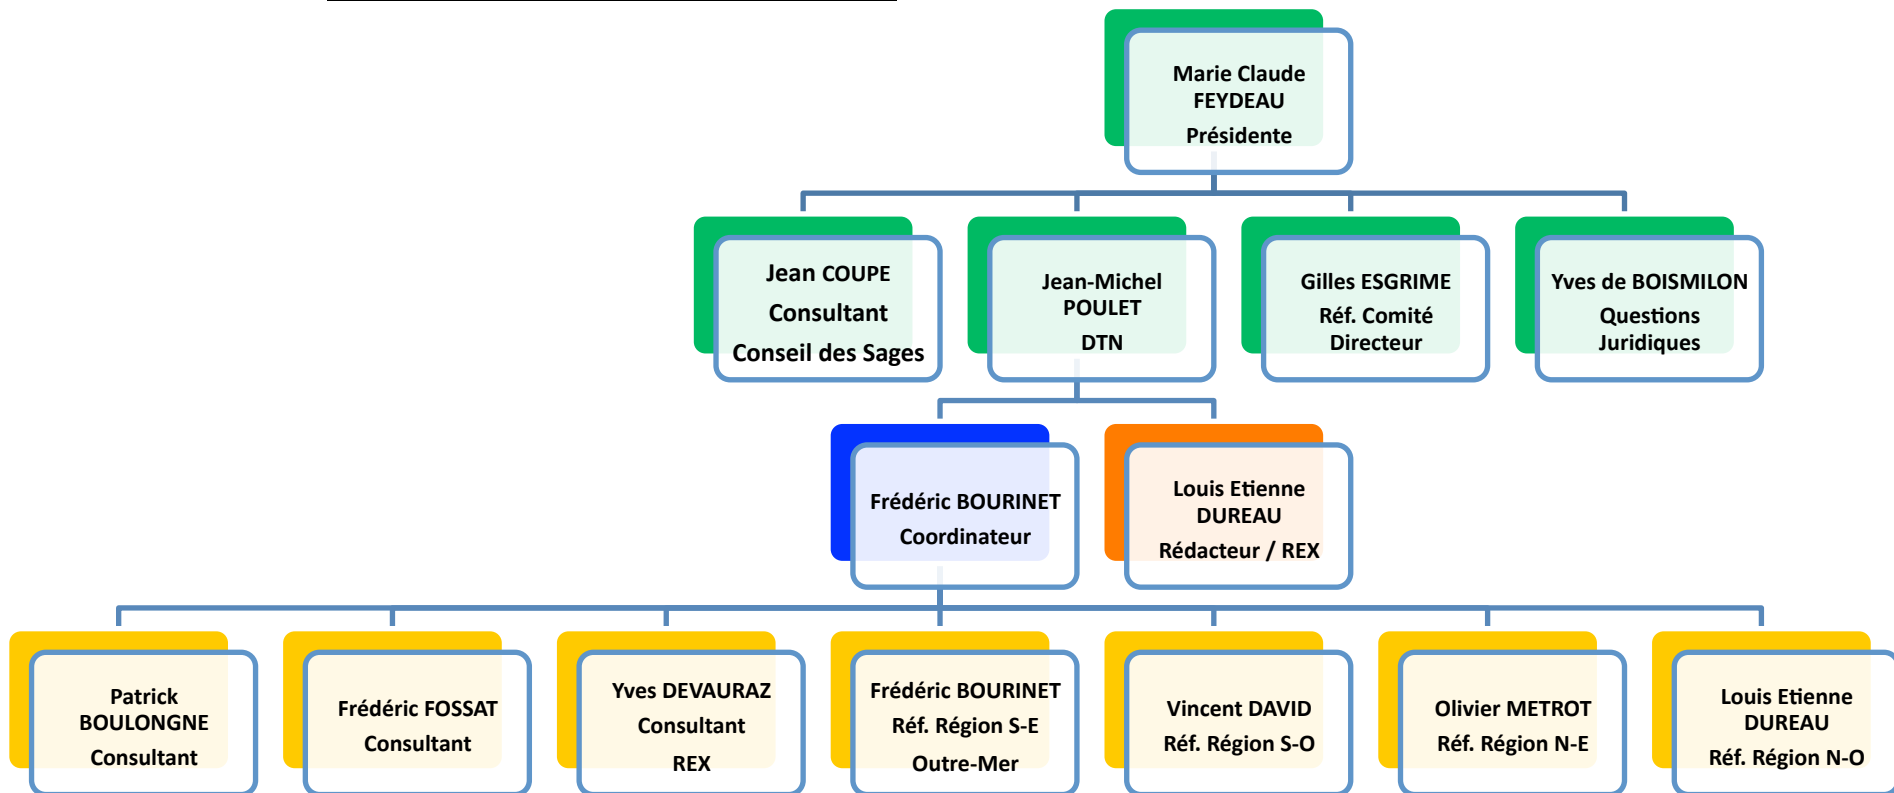 Marie Claude
FEYDEAU
Présidente
Jean COUPE
Consultant
Conseil des Sages
Jean-Michel
POULET
DTN
Gilles ESGRIME
Réf. Comité
Directeur
Yves de BOISMILON
Questions
Juridiques
Frédéric BOURINET
Coordinateur
Louis Etienne
DUREAU
Rédacteur / REX
Patrick
BOULONGNE
Consultant
Frédéric FOSSAT
Consultant
Yves DEVAURAZ
Consultant
REX
Frédéric BOURINET
Réf. Région S-E
Outre-Mer
Vincent DAVID
Réf. Région S-O
Olivier METROT
Réf. Région N-E
Louis Etienne
DUREAU
Réf. Région N-O